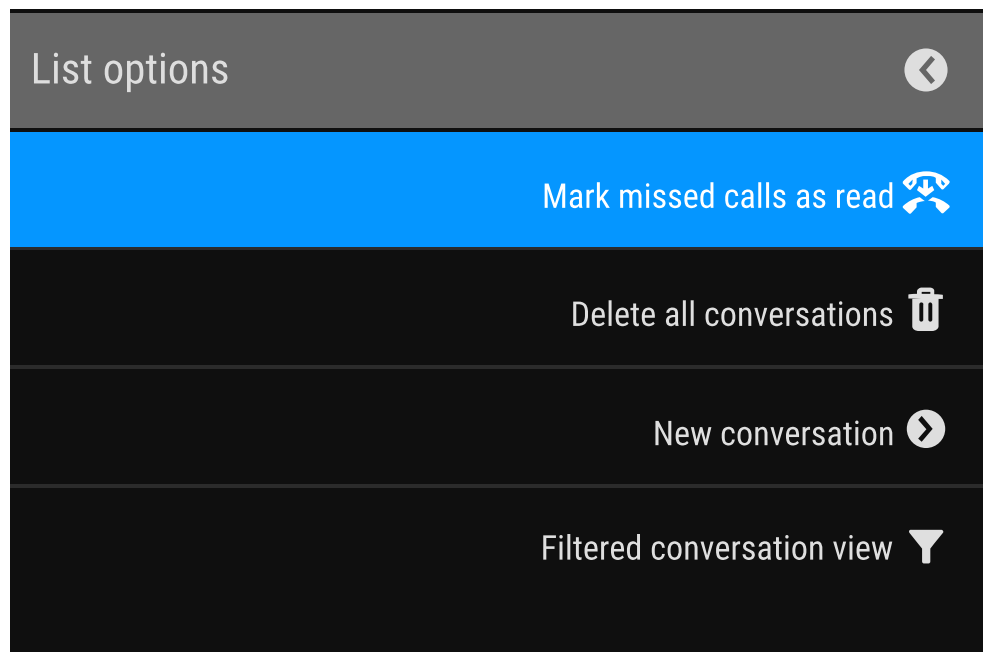 List options
Mark missed calls as read
Delete all conversations
New conversation
Filtered conversation view